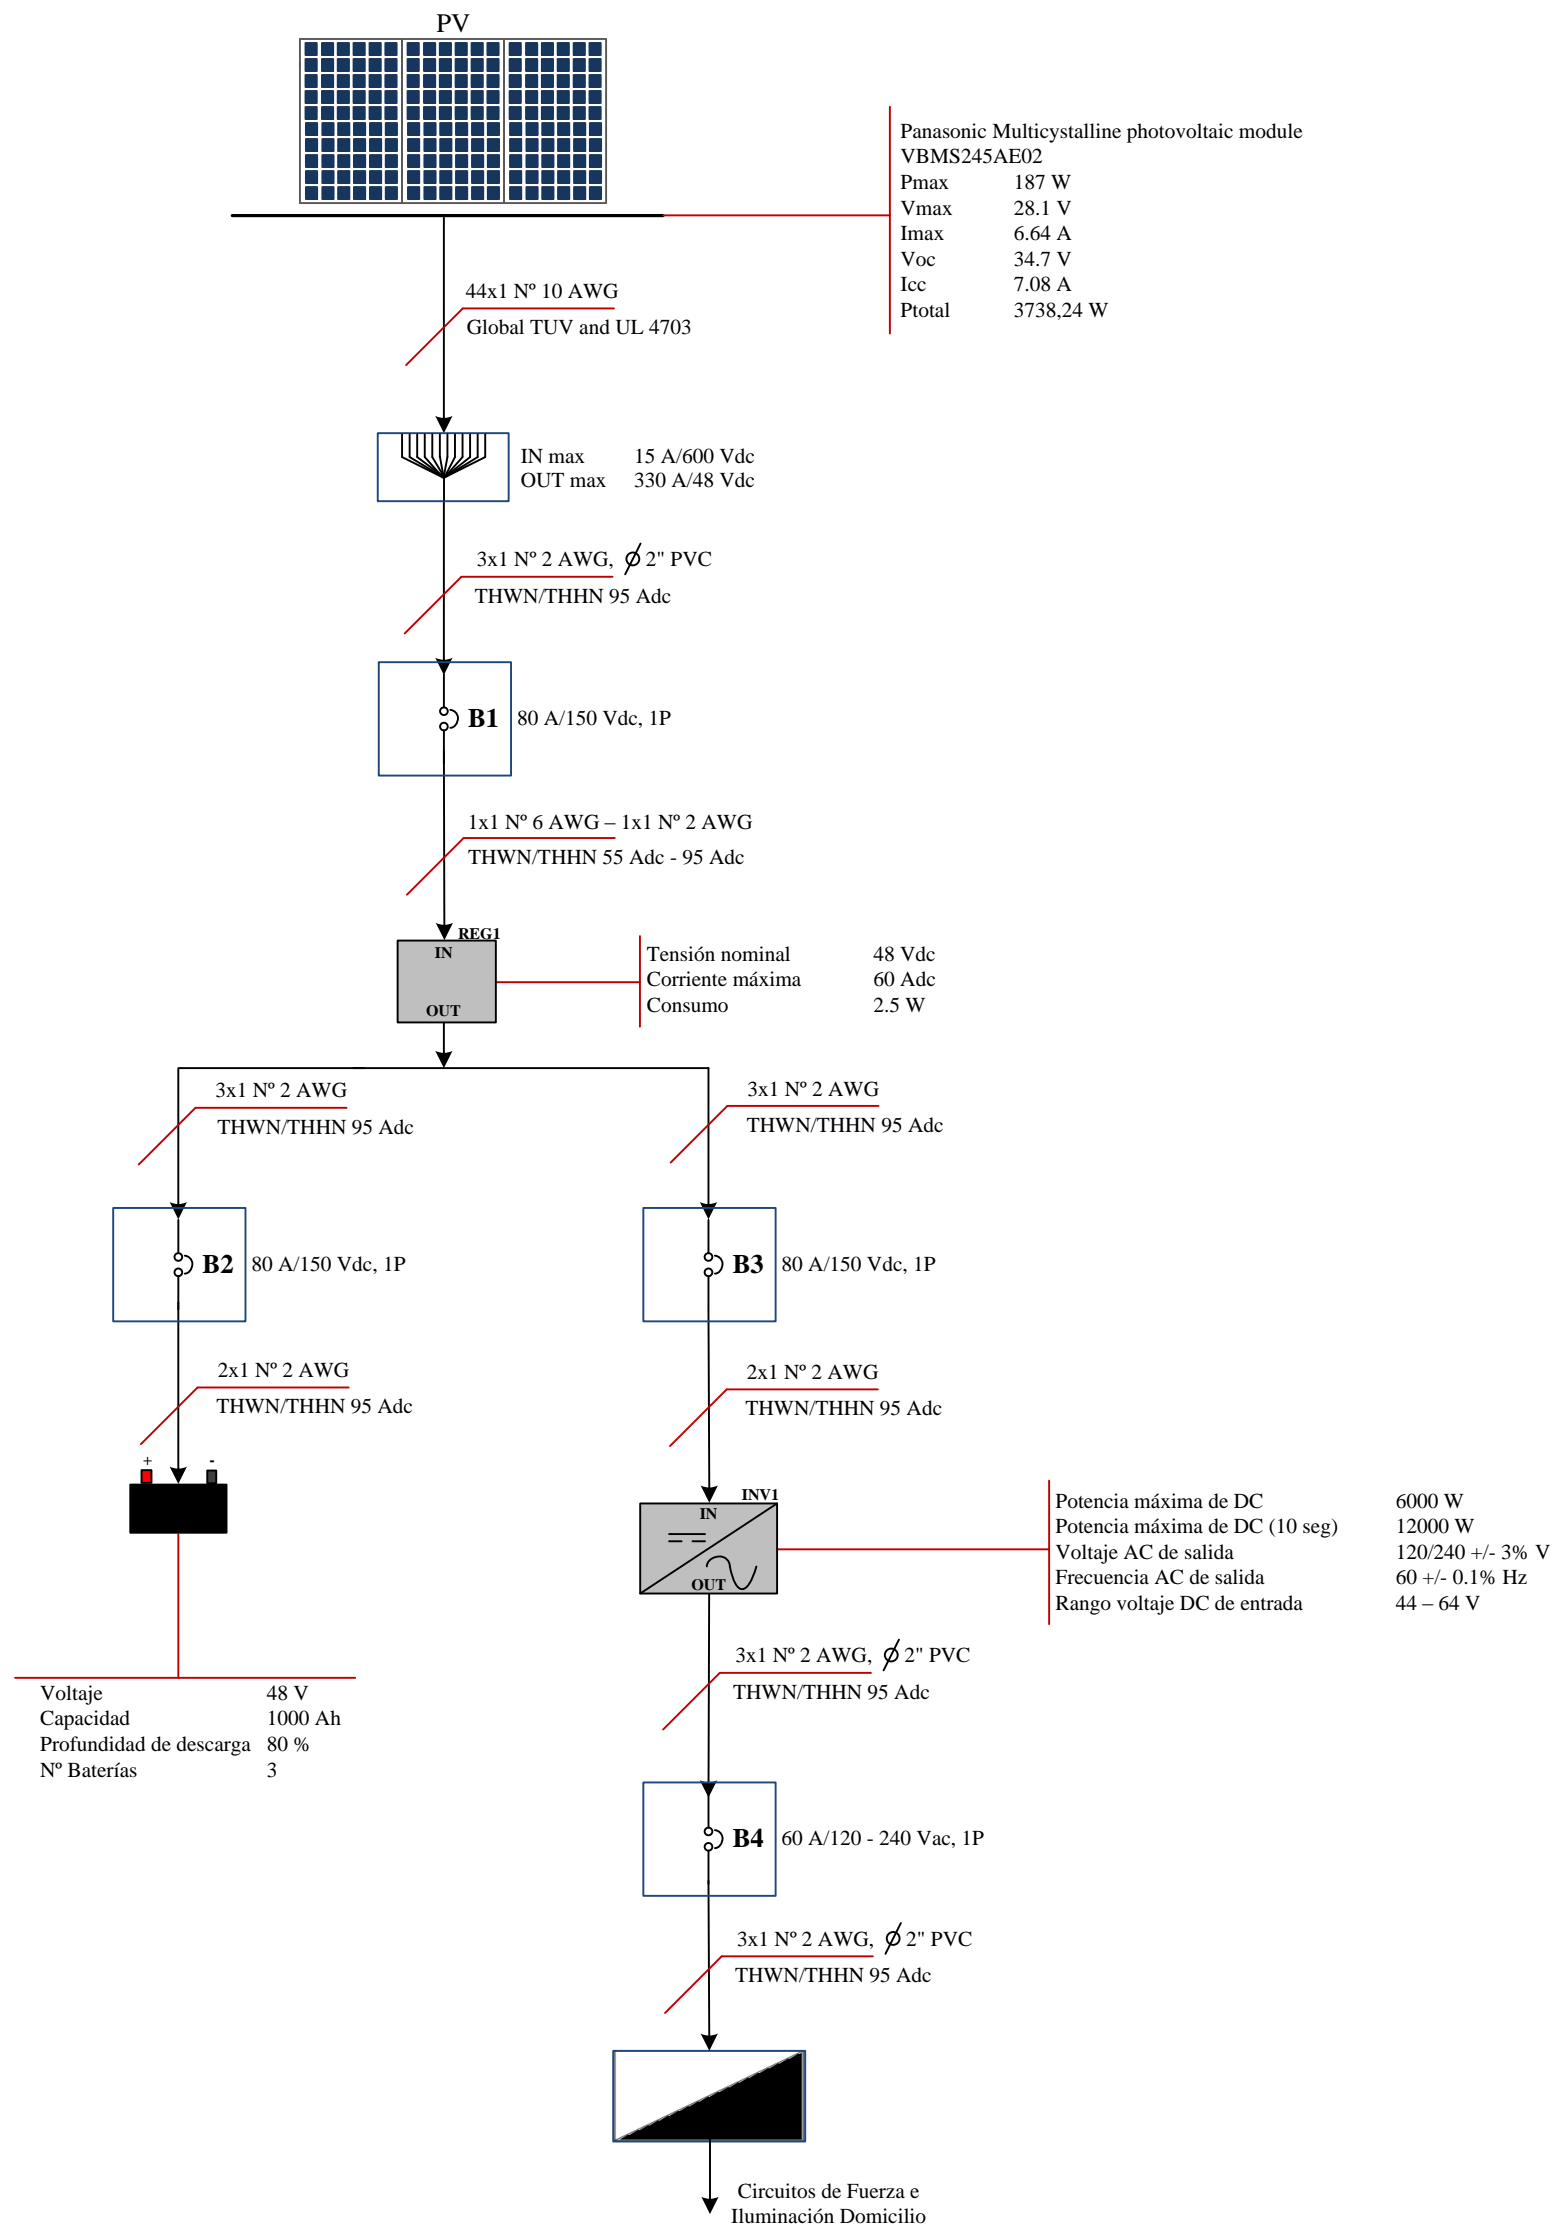 PV
Panasonic Multicystalline photovoltaic module
VBMS245AE02
Pmax 187 W
Vmax 28.1 V
Imax 6.64 A
Voc 34.7 V
Icc 7.08 A
Ptotal 3738,24 W
44x1 Nº 10 AWG
Global TUV and UL 4703
IN max 15 A/600 Vdc
OUT max 330 A/48 Vdc
3x1 Nº 2 AWG, ϕ 2" PVC
THWN/THHN 95 Adc
B1 80 A/150 Vdc, 1P
1x1 Nº 6 AWG – 1x1 Nº 2 AWG
THWN/THHN 55 Adc - 95 Adc
REG1
IN
OUT
Tensión nominal 48 Vdc
Corriente máxima 60 Adc
Consumo 2.5 W
3x1 Nº 2 AWG
THWN/THHN 95 Adc
3x1 Nº 2 AWG
THWN/THHN 95 Adc
B2 80 A/150 Vdc, 1P
B3 80 A/150 Vdc, 1P
2x1 Nº 2 AWG
THWN/THHN 95 Adc
2x1 Nº 2 AWG
THWN/THHN 95 Adc
+ -
INV1
IN
OUT
Potencia máxima de DC 6000 W
Potencia máxima de DC (10 seg) 12000 W
Voltaje AC de salida 120/240 +/- 3% V
Frecuencia AC de salida 60 +/- 0.1% Hz
Rango voltaje DC de entrada 44 – 64 V
Voltaje 48 V
Capacidad 1000 Ah
Profundidad de descarga 80 %
Nº Baterías 3
3x1 Nº 2 AWG, ϕ 2" PVC
THWN/THHN 95 Adc
B4 60 A/120 - 240 Vac, 1P
3x1 Nº 2 AWG, ϕ 2" PVC
THWN/THHN 95 Adc
Circuitos de Fuerza e
Iluminación Domicilio